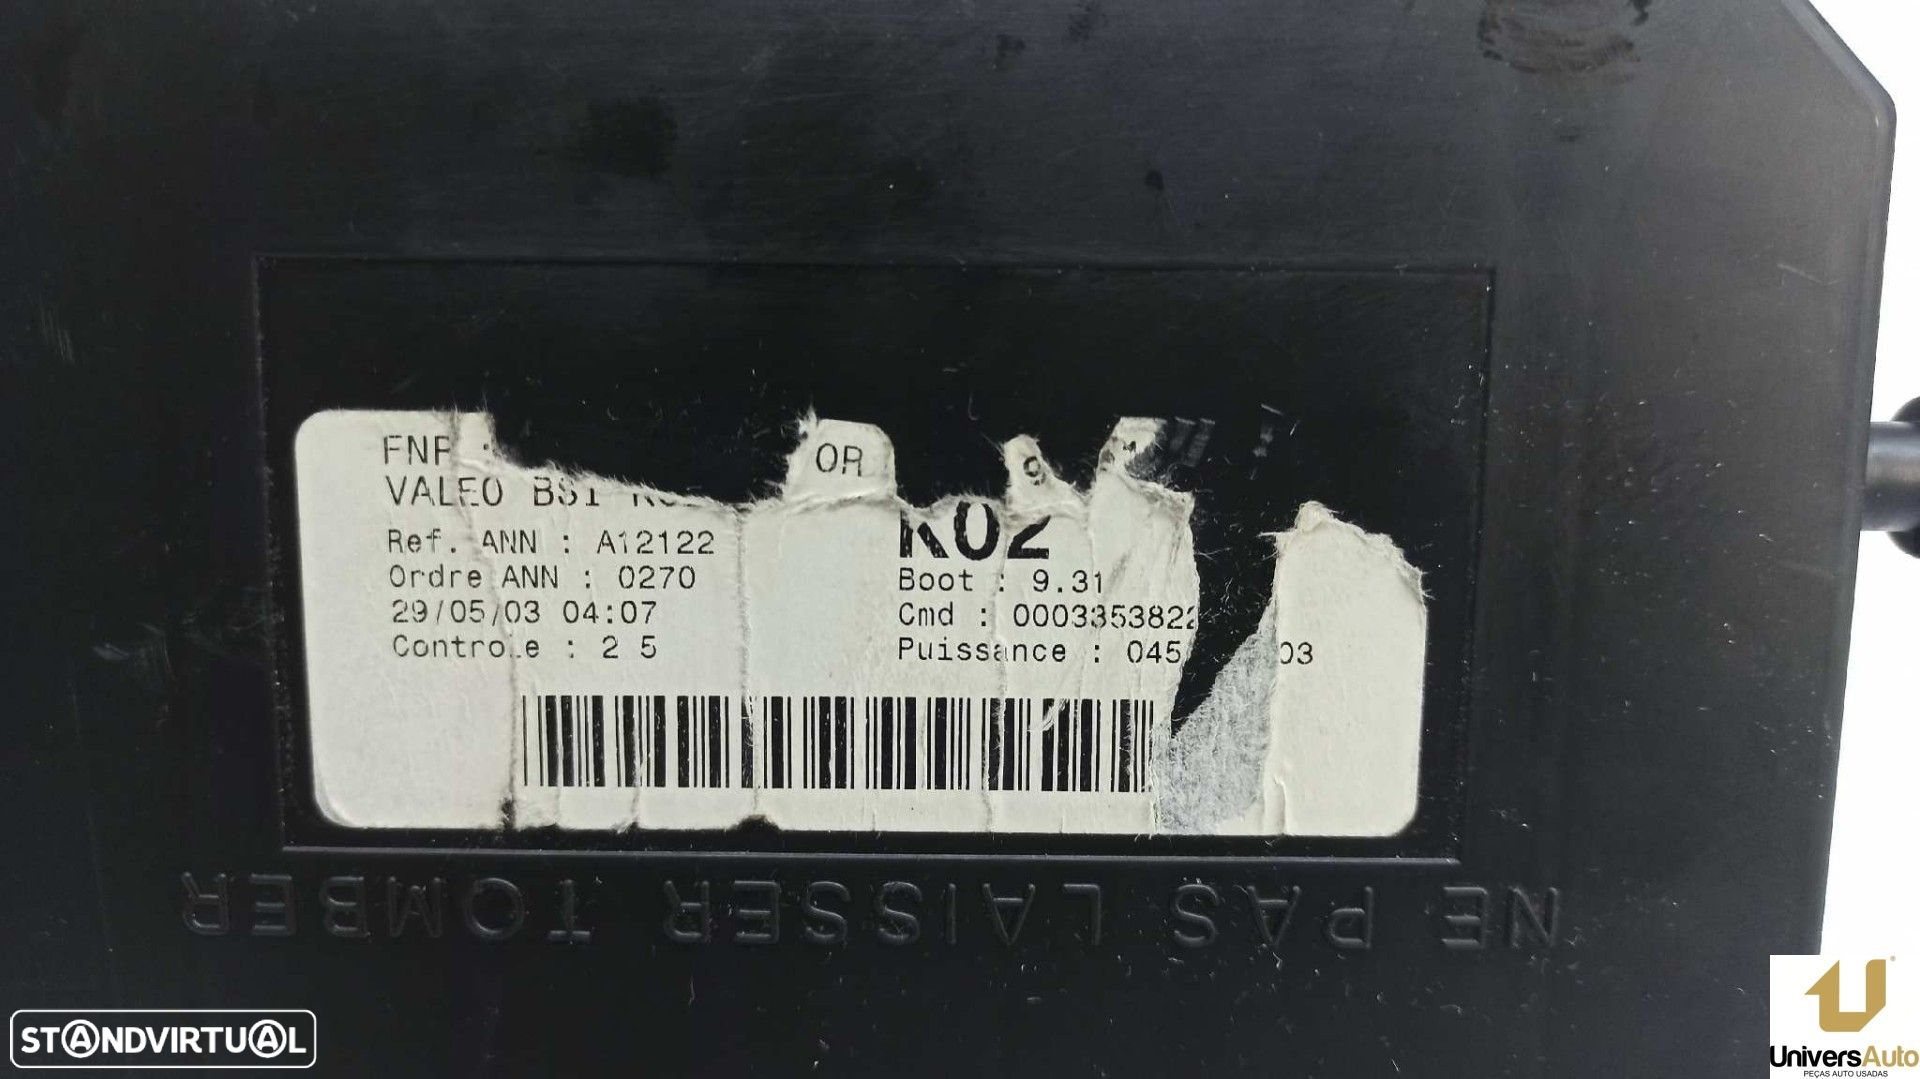 FNR :
OR
9
VALEO BSI
K02
Ref. ANN : A12122
Boot : 9.31
Ordre ANN : 0270
Cmd : 000335382
29/05/03 04:07
Puissance : 045 03
Controle : 2 5
NE PAS LAISSER TOMBER
STANDVIRTUAL
UniversAuto
PEÇAS AUTO USADAS